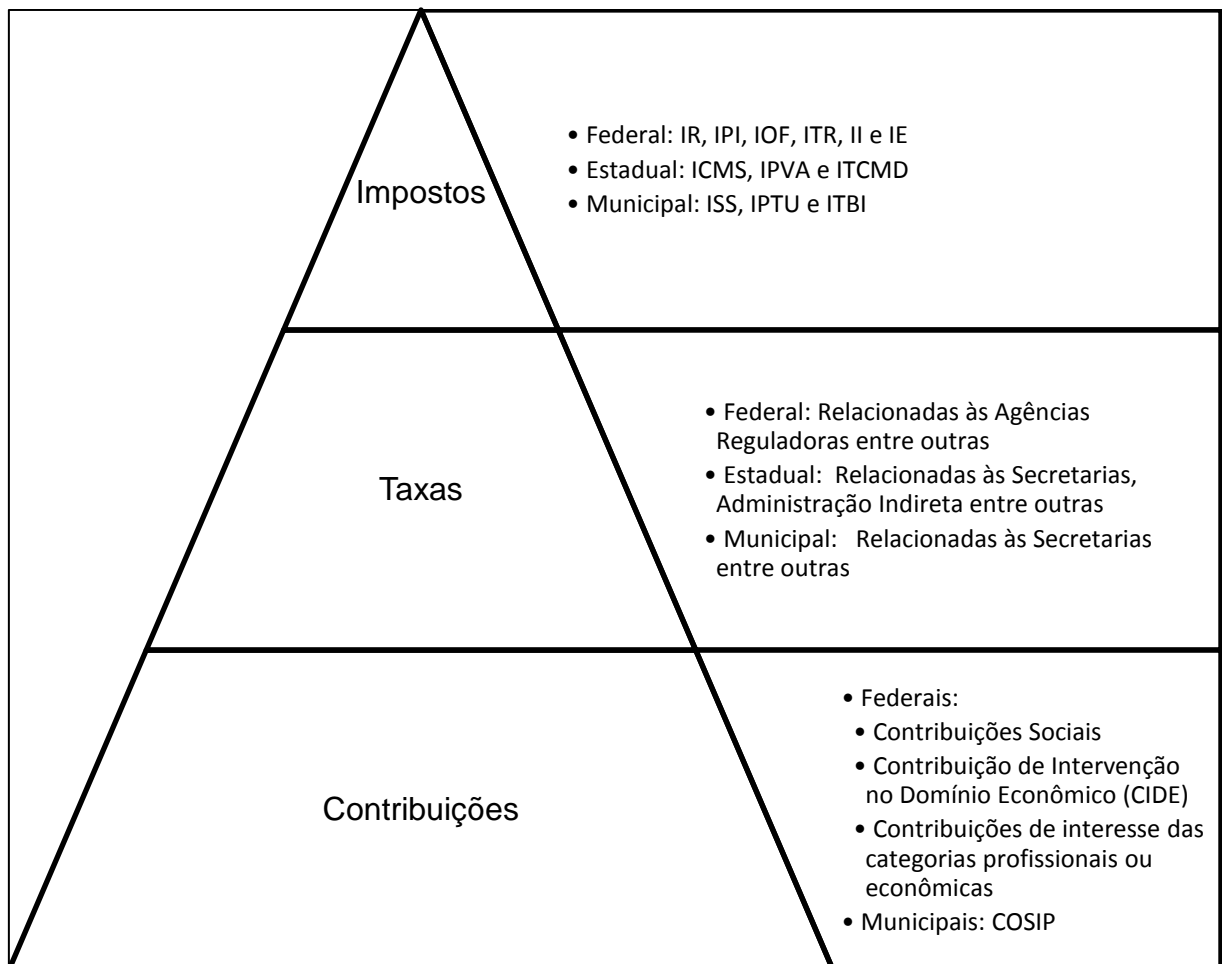 Impostos
• Federal: IR, IPI, IOF, ITR, II e IE
• Estadual: ICMS, IPVA e ITCMD
• Municipal: ISS, IPTU e ITBI
Taxas
• Federal: Relacionadas às Agências
Reguladoras entre outras
• Estadual: Relacionadas às Secretarias,
Administração Indireta entre outras
• Municipal: Relacionadas às Secretarias
entre outras
Contribuições
• Federais:
• Contribuições Sociais
• Contribuição de Intervenção
no Domínio Econômico (CIDE)
• Contribuições de interesse das
categorias profissionais ou
econômicas
• Municipais: COSIP